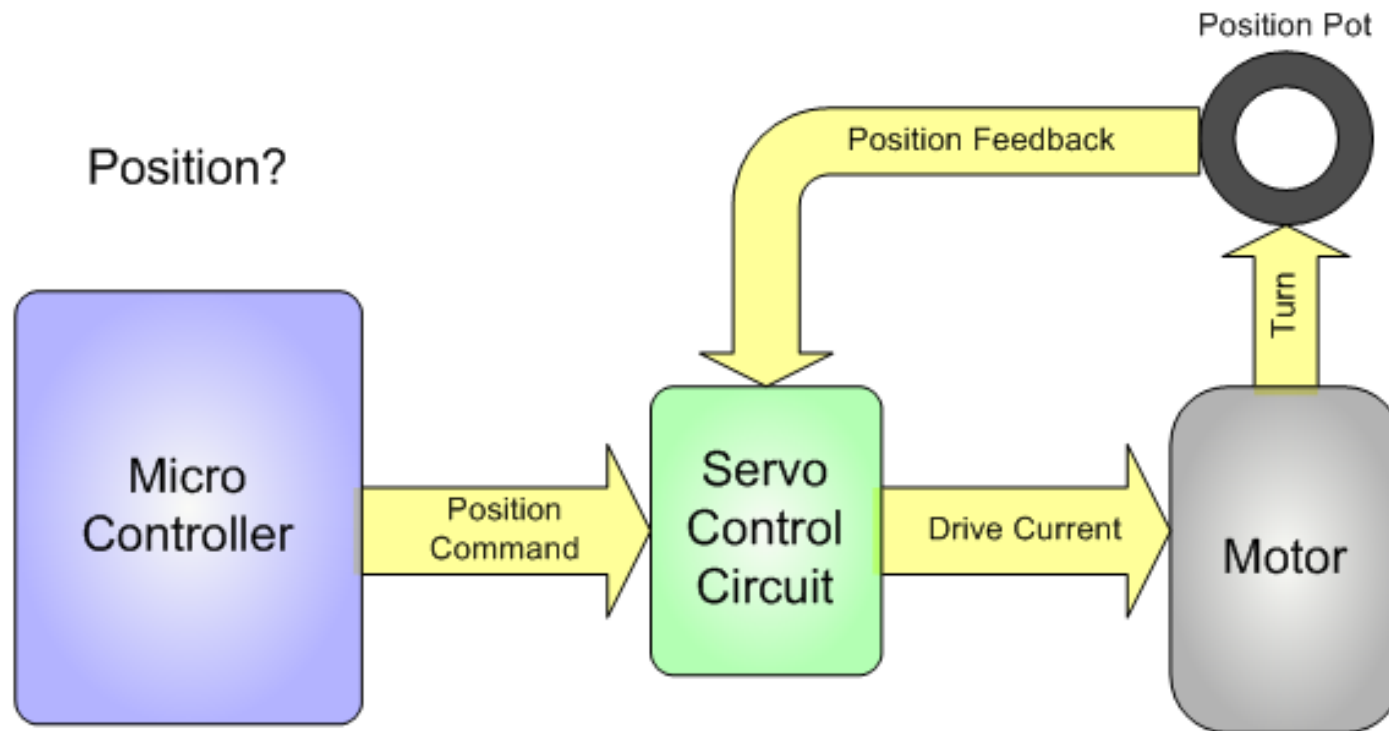 Position Pot
Position Feedback
Position?
Turn
Micro
Controller
Position
Command
Servo
Control
Circuit
Drive Current
Motor